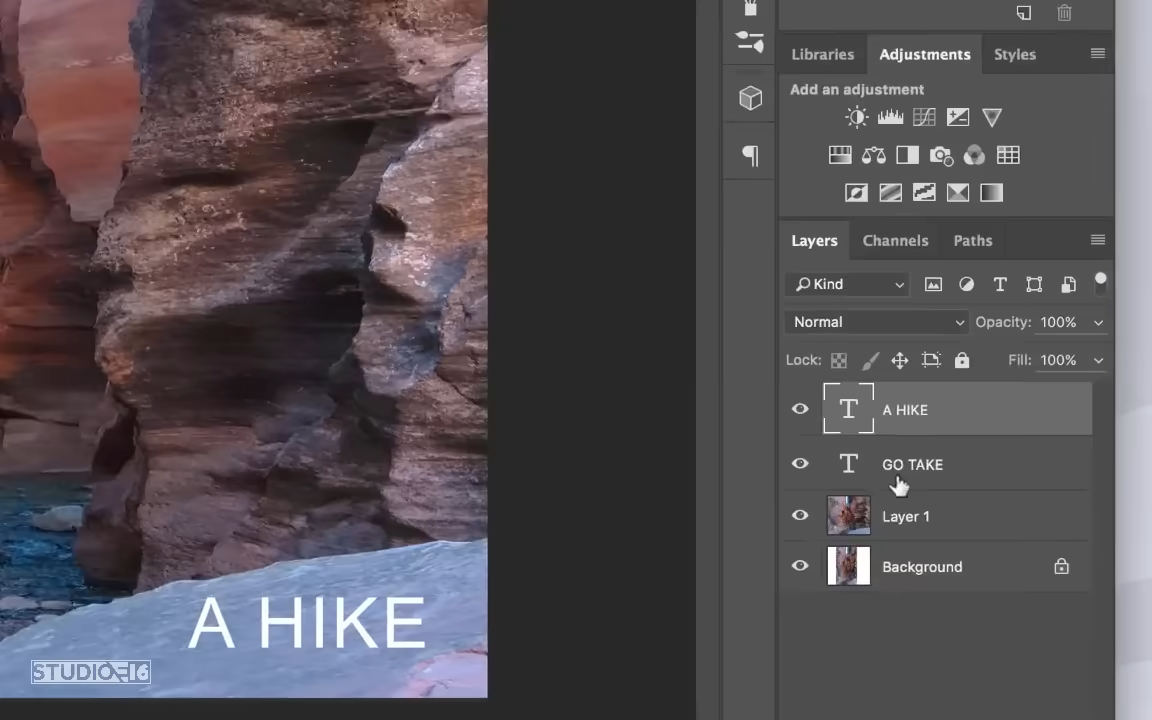 Libraries Adjustments Styles
Add an adjustment
Layers Channels Paths
Kind
Normal Opacity: 100%
Lock: Fill: 100%
A HIKE
GO TAKE
Layer 1
Background
A HIKE
STUDIO 16